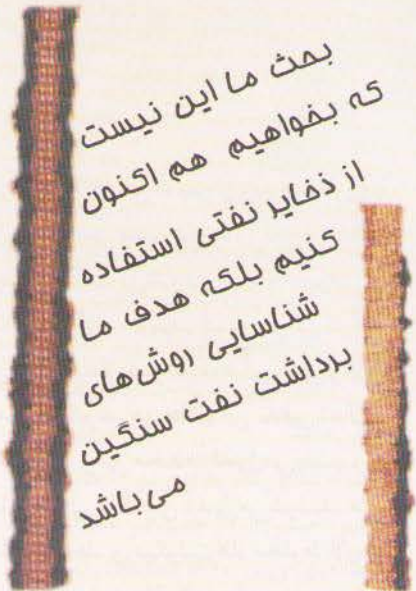 بحث ما این نیست
که بخواهیم هم اکنون
از ذخایر نفتی استفاده
کنیم بلکه هدف ما
شناسایی روش‌های
برداشت نفت سنگین
می‌باشد